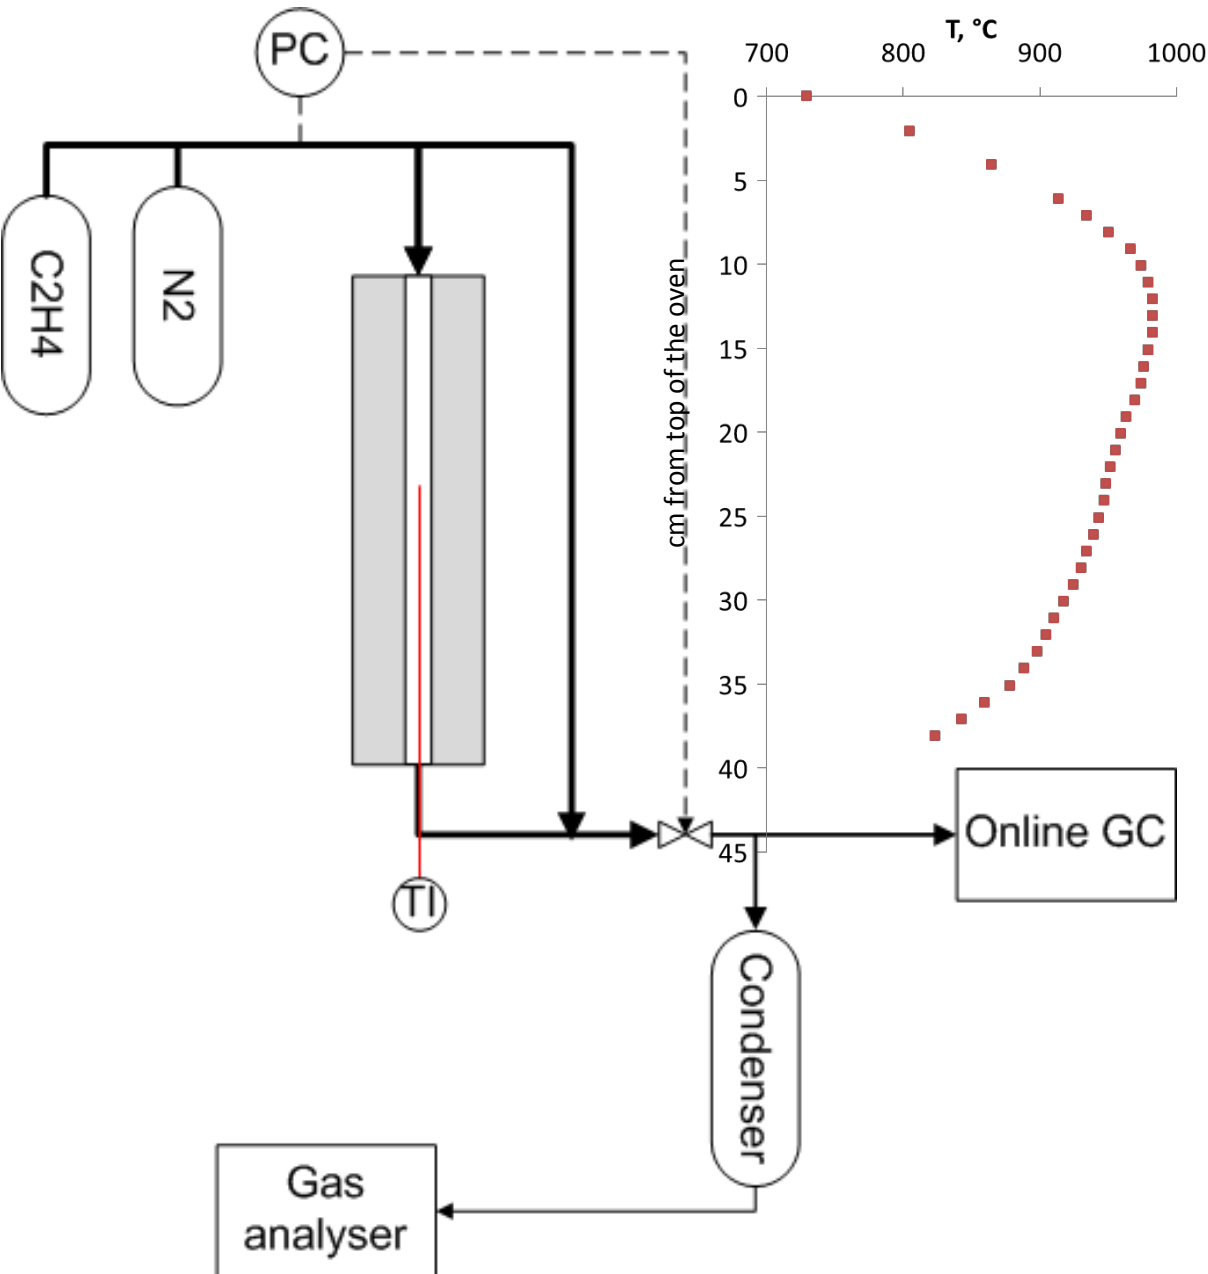 PC
T, °C
700 800 900 1000
C2H4
N2
cm from top of the oven
0
5
10
15
20
25
30
35
40
45
Online GC
TI
Condenser
Gas
analyser